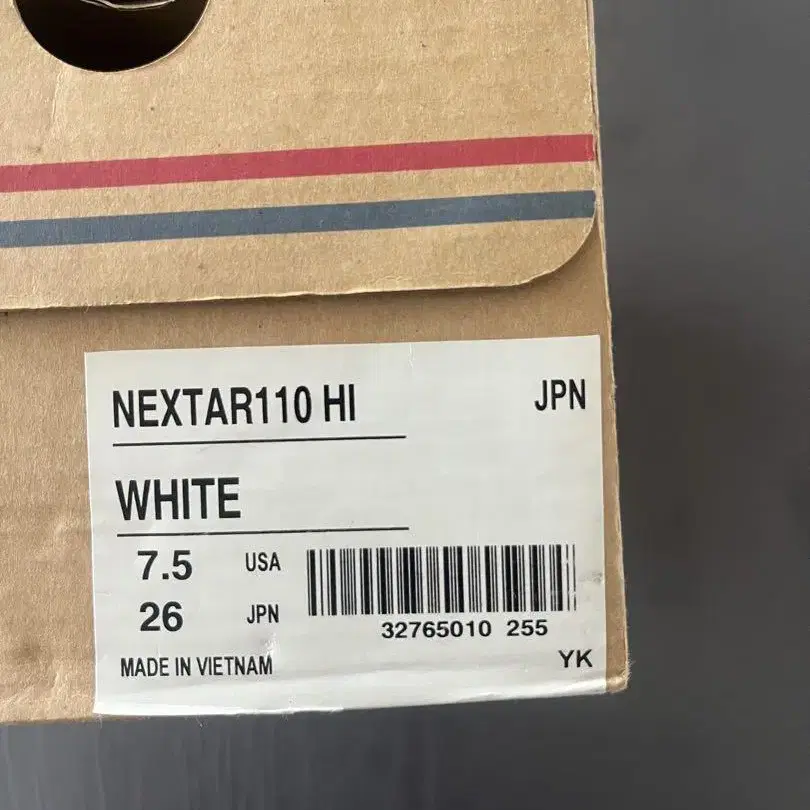 NEXTAR110 HI
JPN
WHITE
7.5 USA
26 JPN
32765010 255
MADE IN VIETNAM
YK